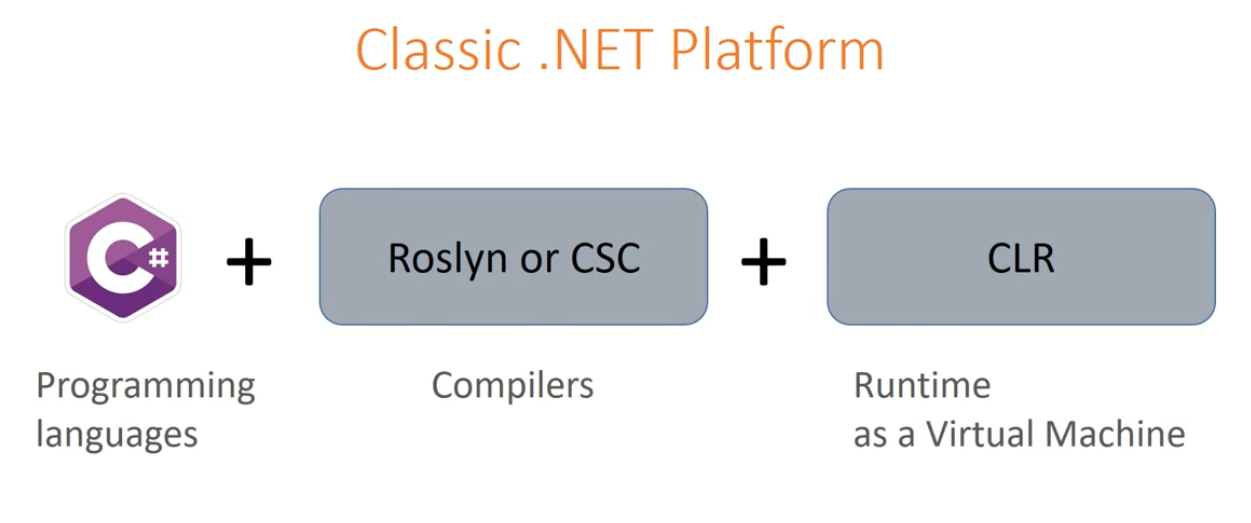 Classic .NET Platform
C#
+
Roslyn or CSC
+
CLR
Programming
languages
Compilers
Runtime
as a Virtual Machine